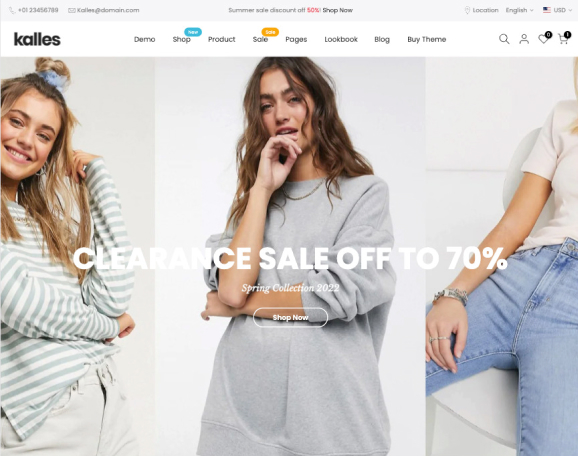 +01 23456789 Kalles@domain.com Summer sale discount off 50%! Shop Now Location English USD
kalles Demo Shop New Product Sale Sale Pages Lookbook Blog Buy Theme 0 1
CLEARANCE SALE OFF TO 70%
Spring Collection 2022
Shop Now